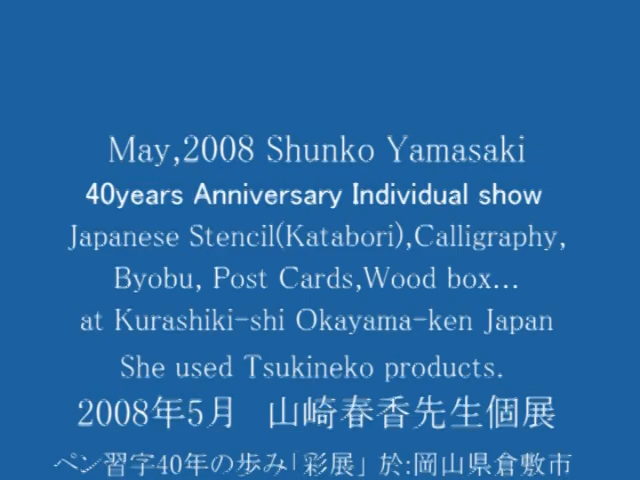 May,2008 Shunko Yamasaki
40years Anniversary Individual show
Japanese Stencil(Katabori),Calligraphy,
Byobu, Post Cards,Wood box...
at Kurashiki-shi Okayama-ken Japan
She used Tsukineko products.
2008年5月　山崎春香先生個展
ペン習字40年の歩み「彩展」於:岡山県倉敷市